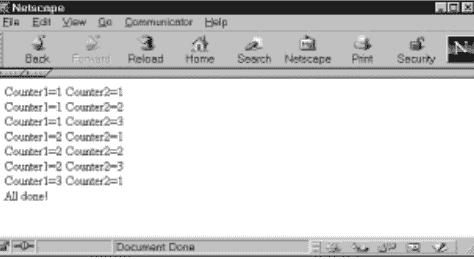 Netscape
File Edit View Go Communicator Help
Back Forward Reload Home Search Netscape Print Security
N
Counter1=1 Counter2=1
Counter1=1 Counter2=2
Counter1=1 Counter2=3
Counter1=2 Counter2=1
Counter1=2 Counter2=2
Counter1=2 Counter2=3
Counter1=3 Counter2=1
All done!
Document Done